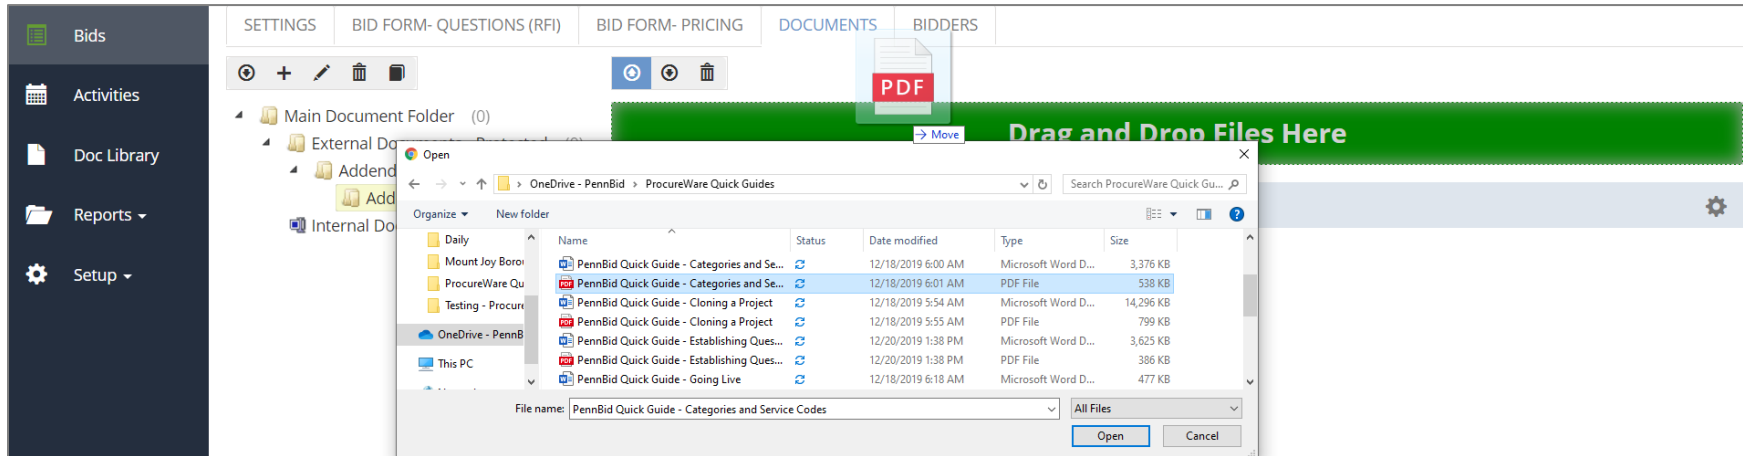 Bids
Activities
Doc Library
Reports
Setup
SETTINGS BID FORM- QUESTIONS (RFI) BID FORM- PRICING DOCUMENTS BIDDERS
Main Document Folder (0)
External Do
Addend
Add
Internal Do
PDF
Move
Drag and Drop Files Here
Open
OneDrive - PennBid > ProcureWare Quick Guides
Search ProcureWare Quick Gu...
Organize New folder
Daily
Mount Joy Boro
ProcureWare Qu
Testing - Procure
OneDrive - PennB
This PC
Name Status Date modified Type Size
PennBid Quick Guide - Categories and Se... 12/18/2019 6:00 AM Microsoft Word D... 3,376 KB
PennBid Quick Guide - Categories and Se... 12/18/2019 6:01 AM PDF File 538 KB
PennBid Quick Guide - Cloning a Project 12/18/2019 5:54 AM Microsoft Word D... 14,296 KB
PennBid Quick Guide - Cloning a Project 12/18/2019 5:55 AM PDF File 799 KB
PennBid Quick Guide - Establishing Ques... 12/20/2019 1:38 PM Microsoft Word D... 3,625 KB
PennBid Quick Guide - Establishing Ques... 12/20/2019 1:38 PM PDF File 386 KB
PennBid Quick Guide - Going Live 12/18/2019 6:18 AM Microsoft Word D... 477 KB
File name: PennBid Quick Guide - Categories and Service Codes
All Files
Open Cancel